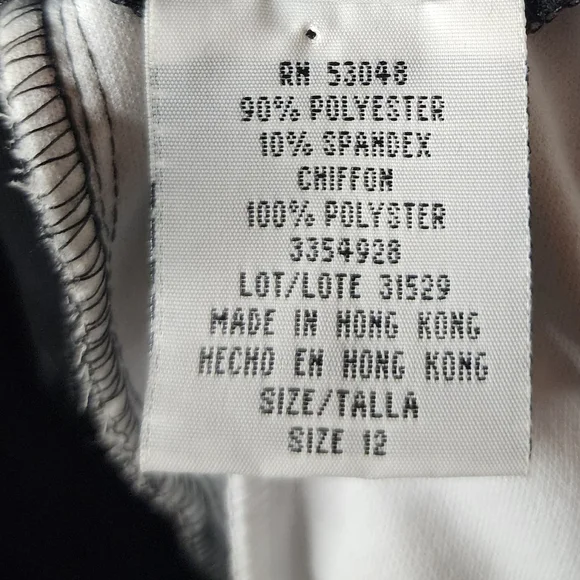 RN 53048
90% POLYESTER
10% SPANDEX
CHIFFON
100% POLYSTER
3354928
LOT/LOTE 31529
MADE IN HONG KONG
HECHO EN HONG KONG
SIZE/TALLA
SIZE 12